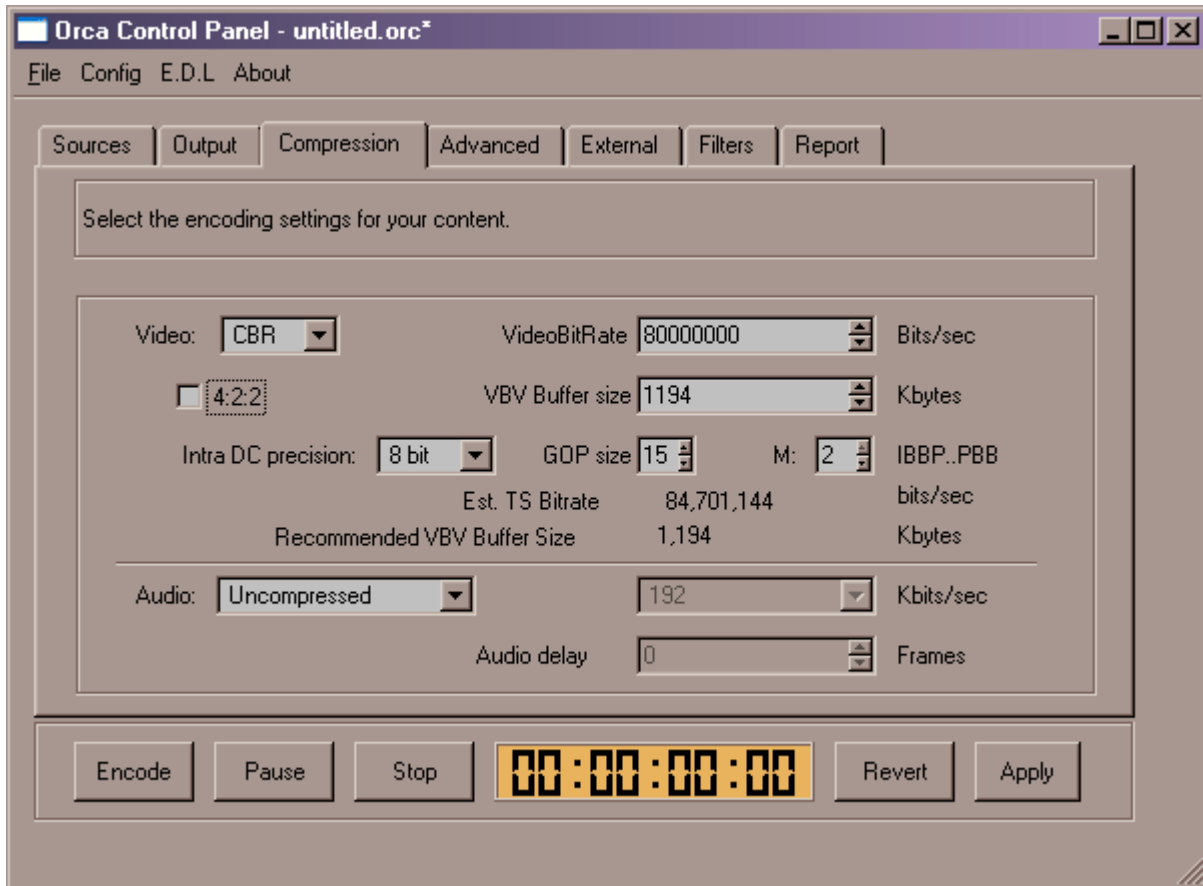 Orca Control Panel - untitled.orc*
File Config E.D.L About
Sources Output Compression Advanced External Filters Report
Select the encoding settings for your content.
Video: CBR VideoBitRate 80000000 Bits/sec
4:2:2 VBV Buffer size 1194 Kbytes
Intra DC precision: 8 bit GOP size 15 M: 2 IBBP..PBB
Est. TS Bitrate 84,701,144 bits/sec
Recommended VBV Buffer Size 1,194 Kbytes
Audio: Uncompressed 192 Kbits/sec
Audio delay 0 Frames
Encode Pause Stop 00:00:00:00 Revert Apply